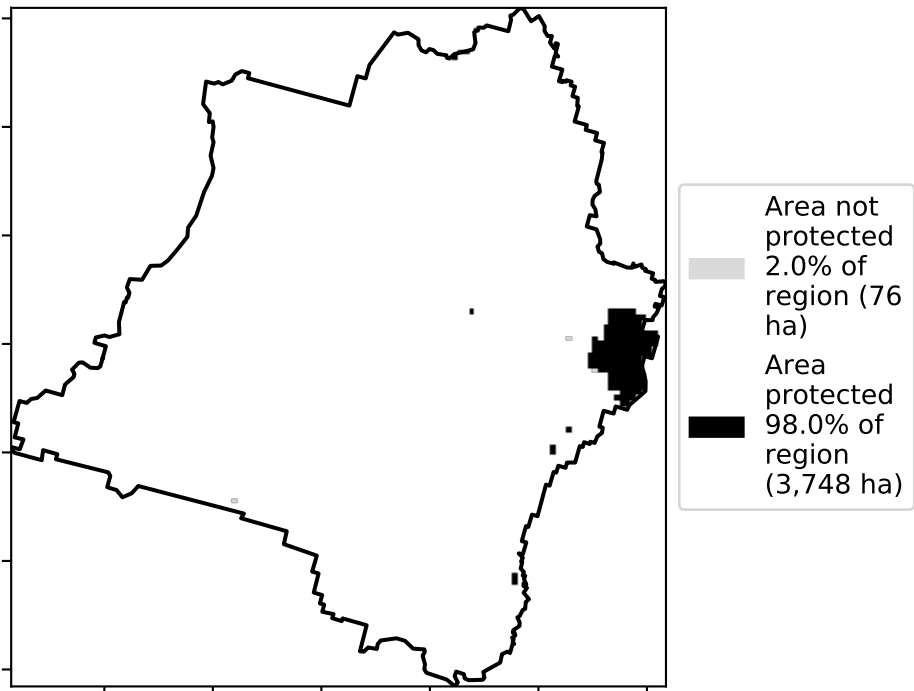 Area not
protected
2.0% of
region (76
ha)
Area
protected
98.0% of
region
(3,748 ha)